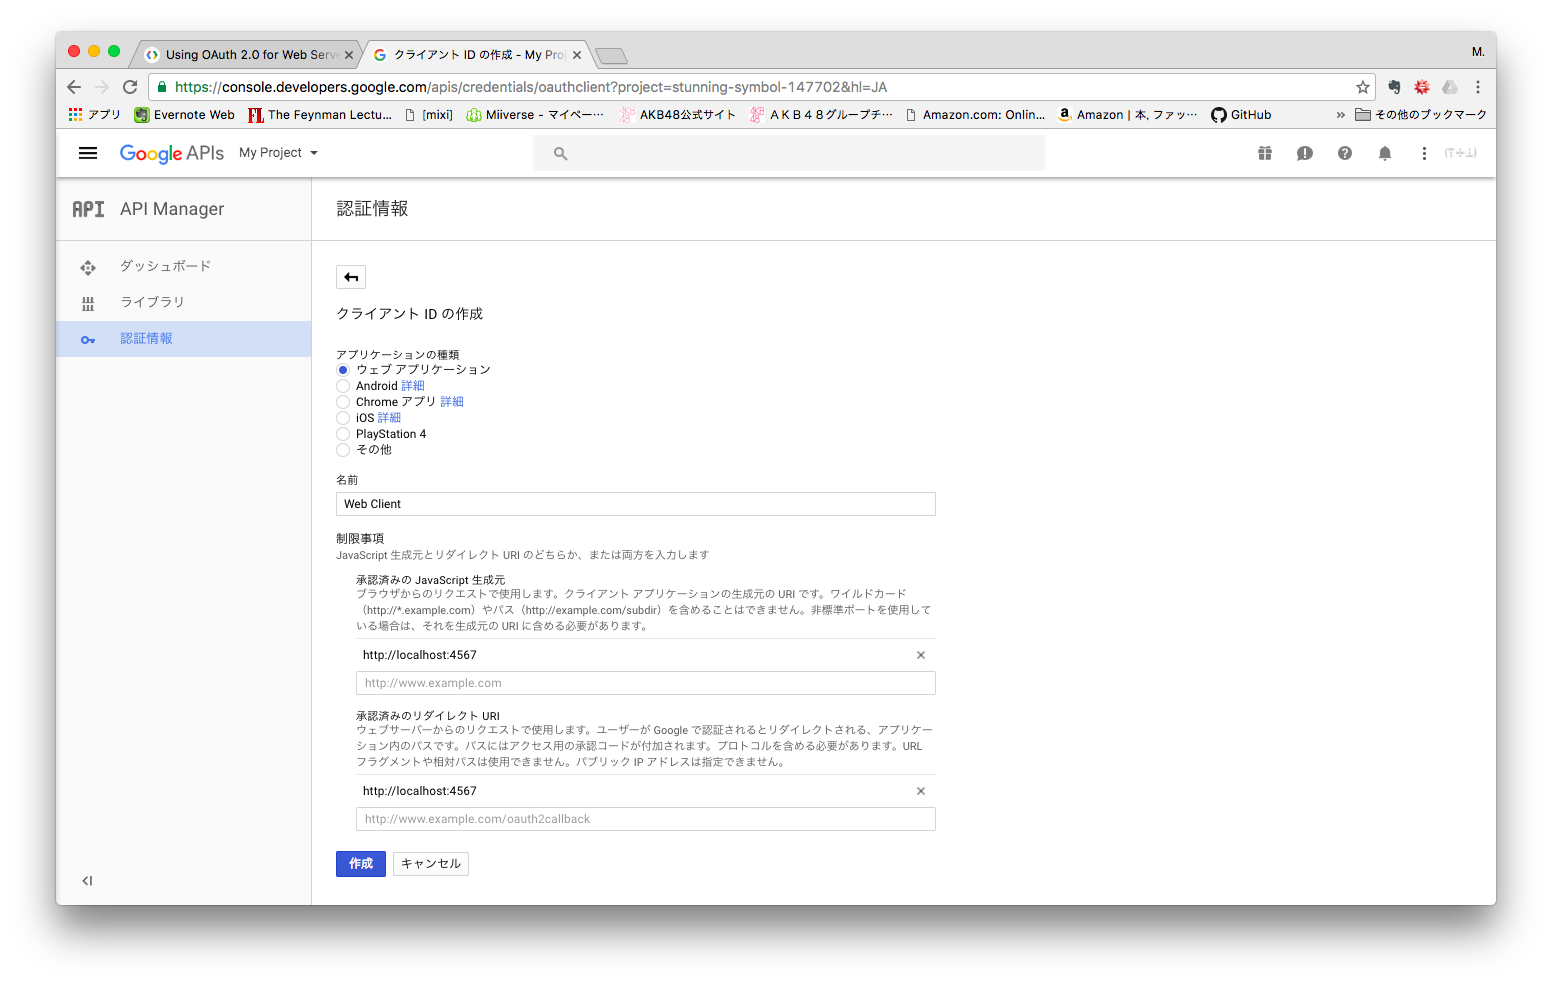 Using OAuth 2.0 for Web Serv
クライアント ID の作成 - My Proj
M.
https://console.developers.google.com/apis/credentials/oauthclient?project=stunning-symbol-147702&hl=JA
アプリ
Evernote Web
The Feynman Lectu...
[mixi]
Miiverse - マイペー…
AKB48公式サイト
ＡＫＢ４８グループチ…
Amazon.com: Onlin...
Amazon | 本, ファッ…
GitHub
»
その他のブックマーク
Google APIs
My Project
API
API Manager
認証情報
ダッシュボード
ライブラリ
認証情報
クライアント ID の作成
アプリケーションの種類
ウェブ アプリケーション
Android 詳細
Chrome アプリ 詳細
iOS 詳細
PlayStation 4
その他
名前
Web Client
制限事項
JavaScript 生成元とリダイレクト URI のどちらか、または両方を入力します
承認済みの JavaScript 生成元
ブラウザからのリクエストで使用します。クライアント アプリケーションの生成元の URI です。ワイルドカード
（http://*.example.com）やパス（http://example.com/subdir）を含めることはできません。非標準ポートを使用して
いる場合は、それを生成元の URI に含める必要があります。
http://localhost:4567
http://www.example.com
承認済みのリダイレクト URI
ウェブサーバーからのリクエストで使用します。ユーザーが Google で認証されるとリダイレクトされる、アプリケー
ション内のパスです。パスにはアクセス用の承認コードが付加されます。プロトコルを含める必要があります。URL
フラグメントや相対パスは使用できません。パブリック IP アドレスは指定できません。
http://localhost:4567
http://www.example.com/oauth2callback
作成
キャンセル